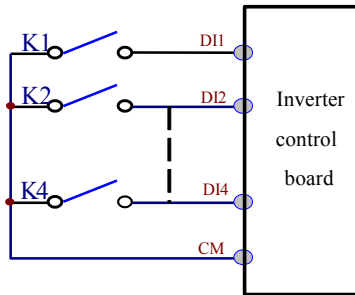 K1
DI1
K2
DI2
Inverter
control
board
K4
DI4
CM